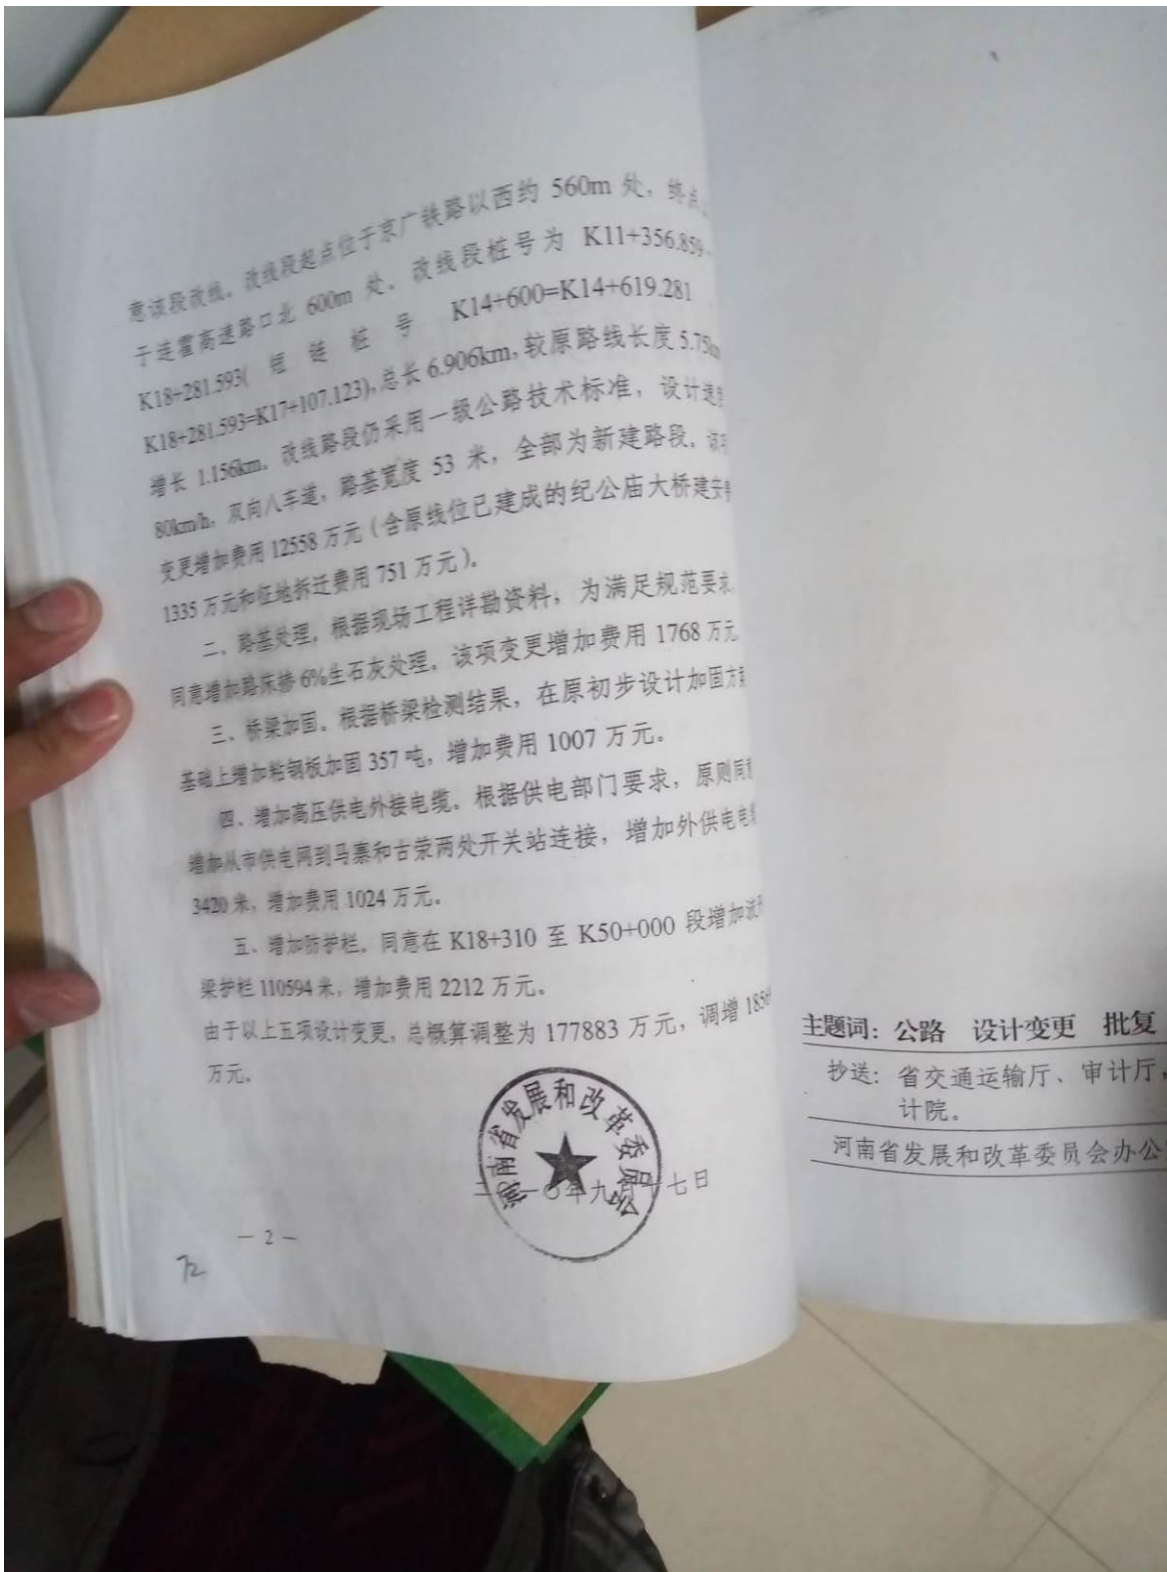 意该段改线。改线段起点位于京广铁路以西约 560m 处，终点
于连霍高速路口北 600m 处。改线段桩号为 K11+356.859
K18+281.593( 短 链 桩 号 K14+600=K14+619.281
K18+281.593=K17+107.123),总长 6.906km,较原路线长度 5.75km
增长 1.156km。改线路段仍采用一级公路技术标准，设计速
80km/h，双向八车道，路基宽度 53 米，全部为新建路段。该
变更增加费用 12558 万元（含原线位已建成的纪公庙大桥建安
1335 万元和征地拆迁费用 751 万元）。
二、路基处理。根据现场工程详勘资料，为满足规范要求，
同意增加路床掺 6%生石灰处理。该项变更增加费用 1768 万元
三、桥梁加固。根据桥梁检测结果，在原初步设计加固方
基础上增加粘钢板加固 357 吨，增加费用 1007 万元。
四、增加高压供电外接电缆。根据供电部门要求，原则同
增加从市供电网到马寨和古荥两处开关站连接，增加外供电电
3420 米，增加费用 1024 万元。
五、增加防护栏。同意在 K18+310 至 K50+000 段增加波
梁护栏 110594 米，增加费用 2212 万元。
由于以上五项设计变更，总概算调整为 177883 万元，调增 185
万元。
河南省发展和改革委员会
二〇一〇年九月十七日
— 2 —
72
主题词：公路 设计变更 批复
抄送：省交通运输厅、审计厅，
计院。
河南省发展和改革委员会办公